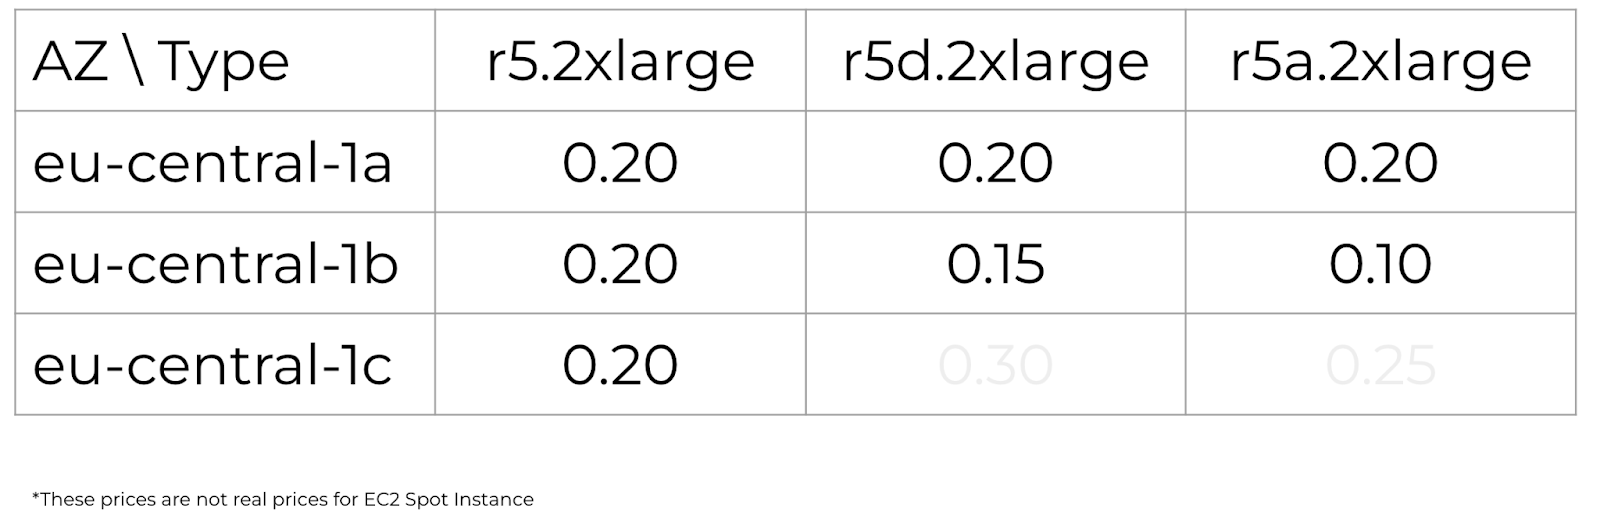 AZ \ Type r5.2xlarge r5d.2xlarge r5a.2xlarge
eu-central-1a 0.20 0.20 0.20
eu-central-1b 0.20 0.15 0.10
eu-central-1c 0.20 0.30 0.25
*These prices are not real prices for EC2 Spot Instance